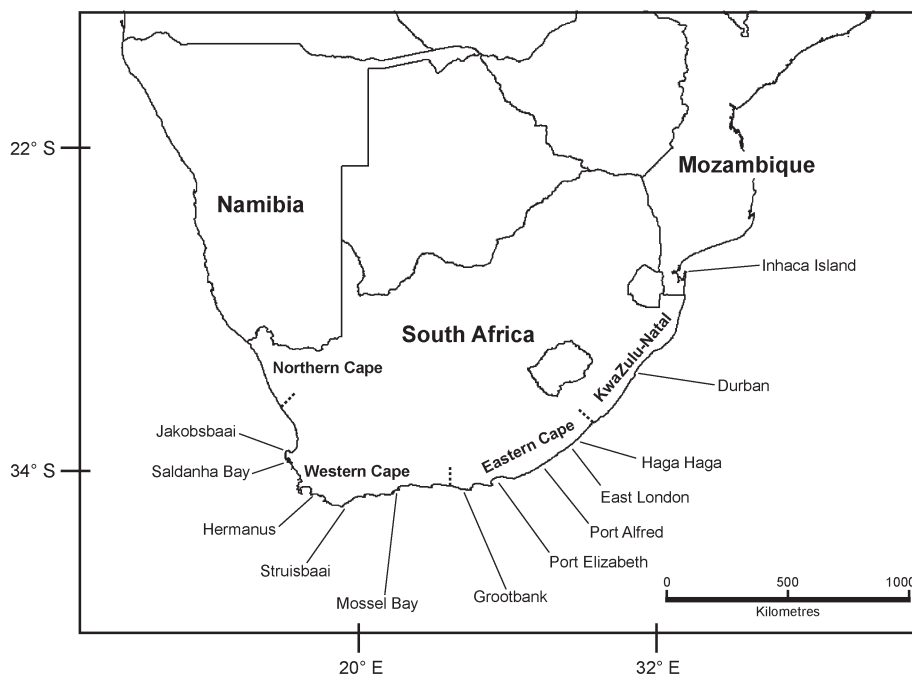 22° S
Mozambique
Namibia
Inhaca Island
South Africa
KwaZulu-Natal
Northern Cape
Durban
Jakobsbaai
Eastern Cape
Haga Haga
34° S
Saldanha Bay
Western Cape
East London
Hermanus
Port Alfred
Struisbaai
Port Elizabeth
Grootbank
Mossel Bay
0 500 1000
Kilometres
20° E
32° E